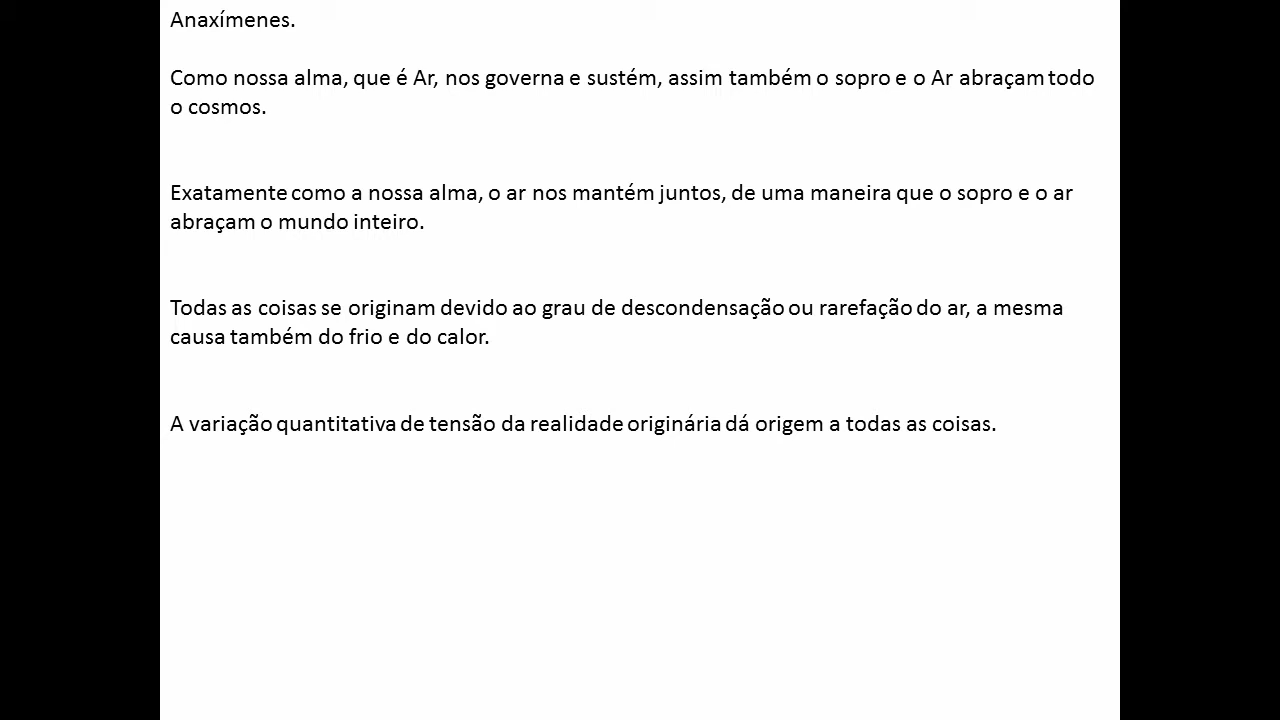 Anaxímenes.
Como nossa alma, que é Ar, nos governa e sustém, assim também o sopro e o Ar abraçam todo
o cosmos.
Exatamente como a nossa alma, o ar nos mantém juntos, de uma maneira que o sopro e o ar
abraçam o mundo inteiro.
Todas as coisas se originam devido ao grau de descondensação ou rarefação do ar, a mesma
causa também do frio e do calor.
A variação quantitativa de tensão da realidade originária dá origem a todas as coisas.